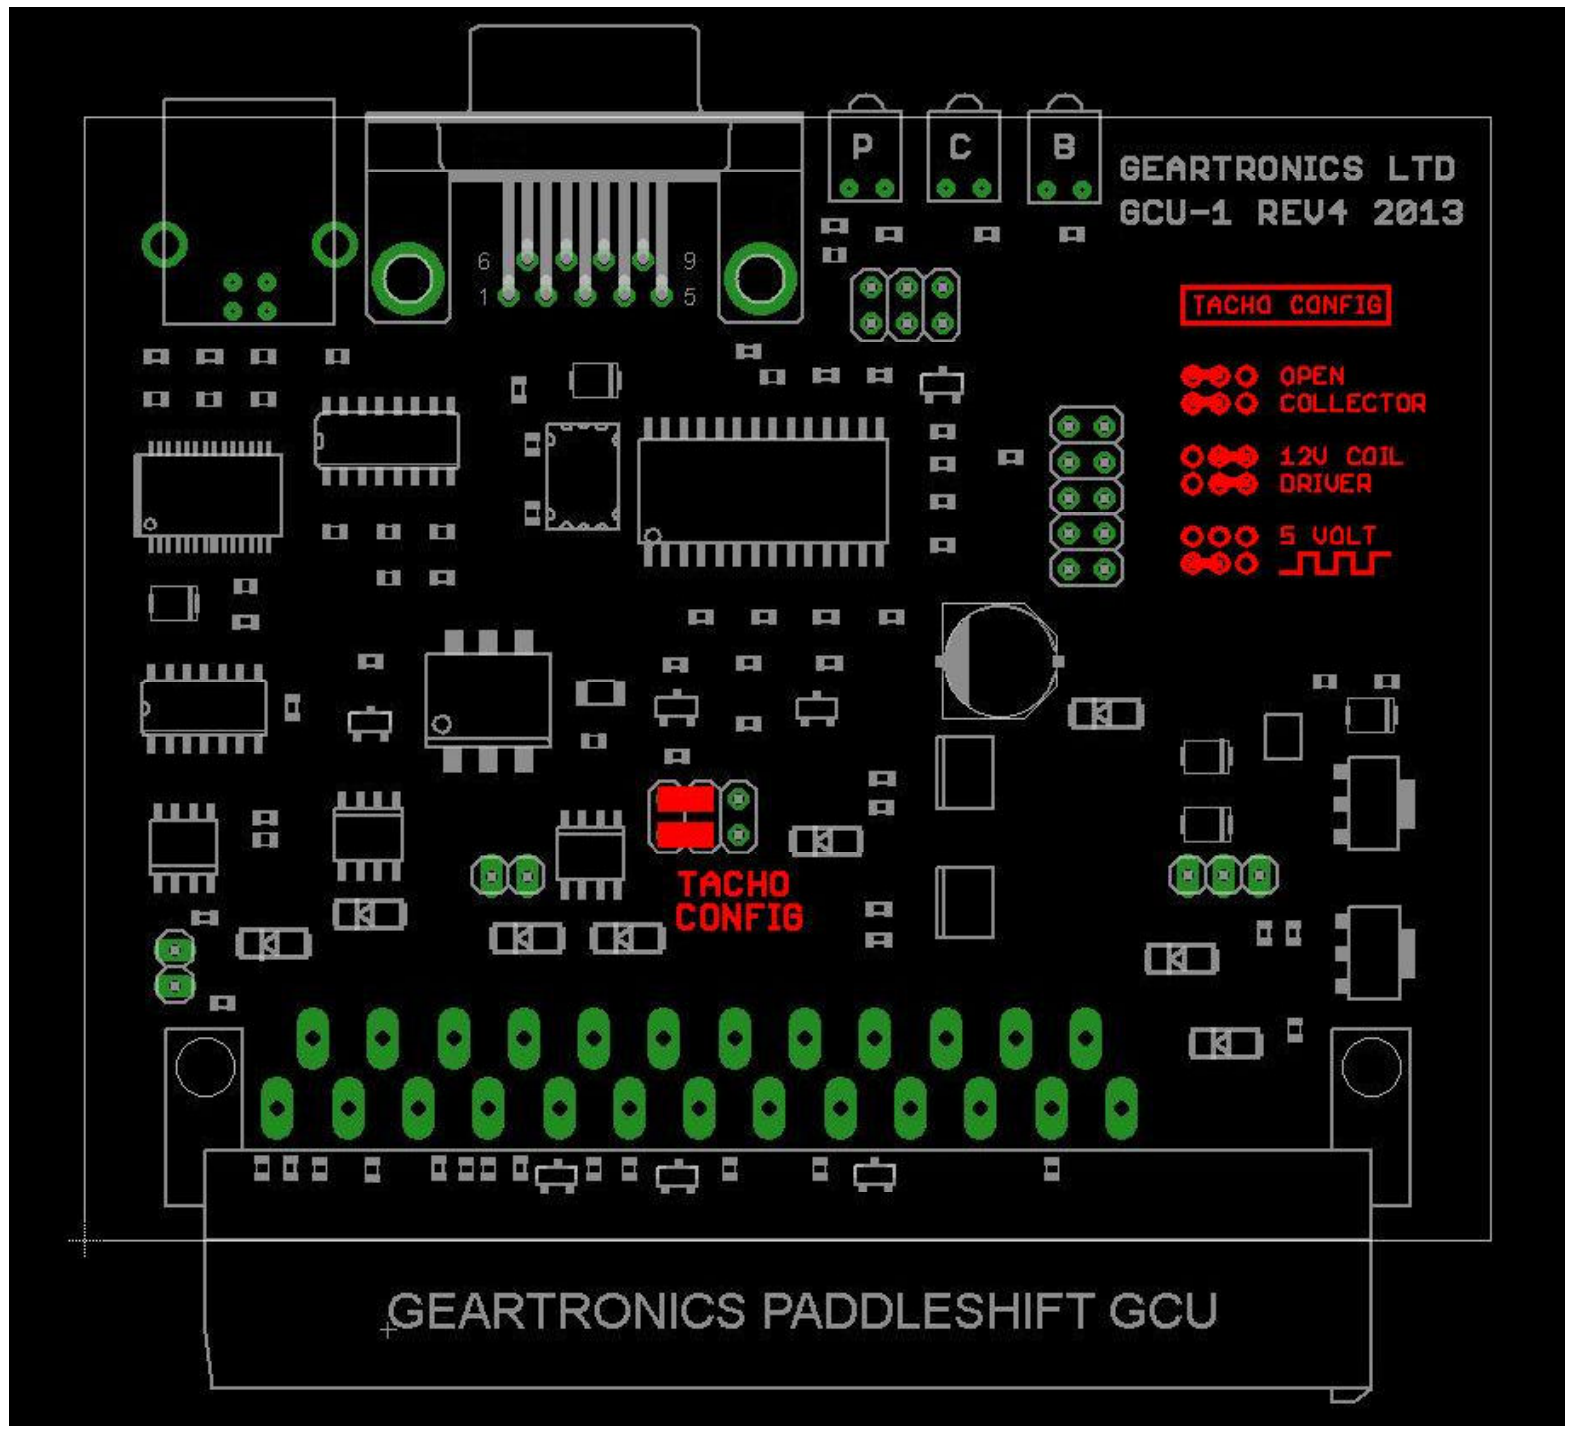 P C B
GEARTRONICS LTD
GCU-1 REV4 2013
6 9
1 5
TACHO CONFIG
OPEN
COLLECTOR
12V COIL
DRIVER
5 VOLT
TACHO
CONFIG
GEARTRONICS PADDLESHIFT GCU